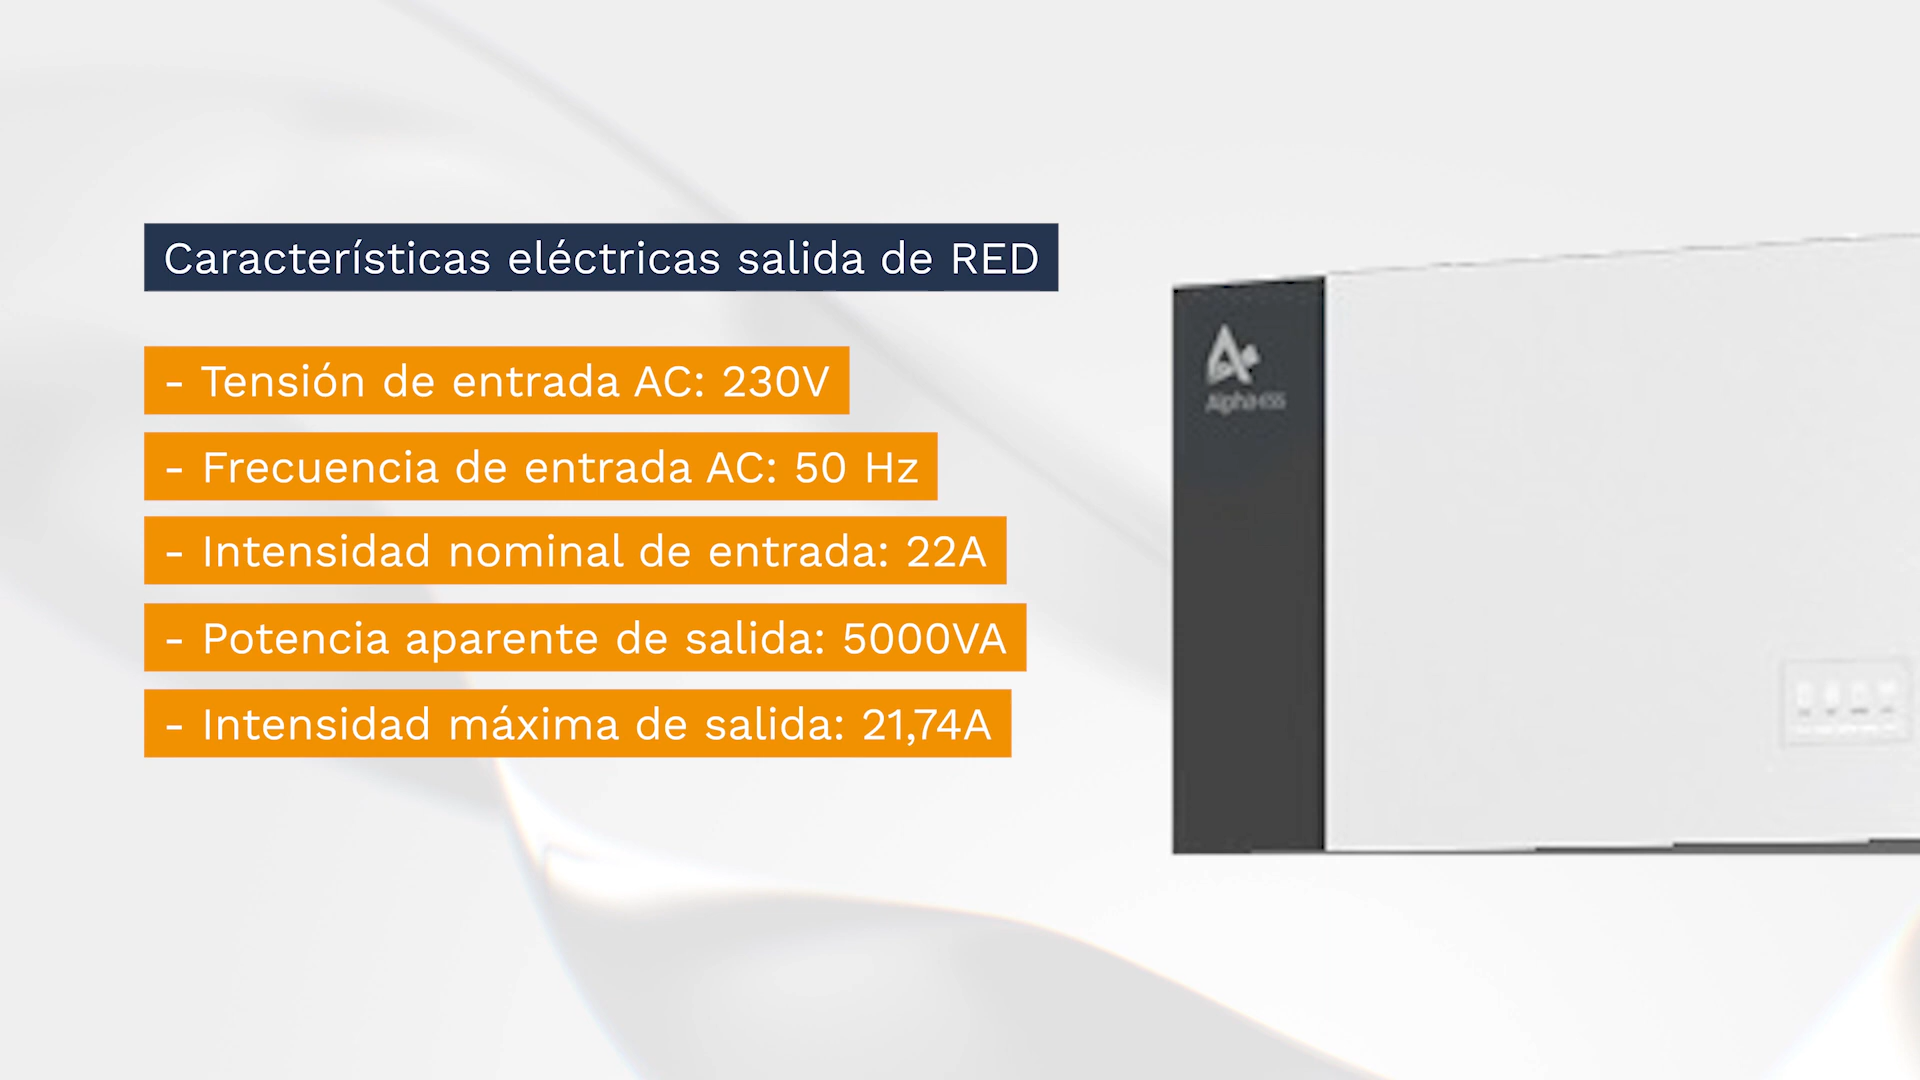 Características eléctricas salida de RED
- Tensión de entrada AC: 230V
- Frecuencia de entrada AC: 50 Hz
- Intensidad nominal de entrada: 22A
- Potencia aparente de salida: 5000VA
- Intensidad máxima de salida: 21,74A
AlphaESS